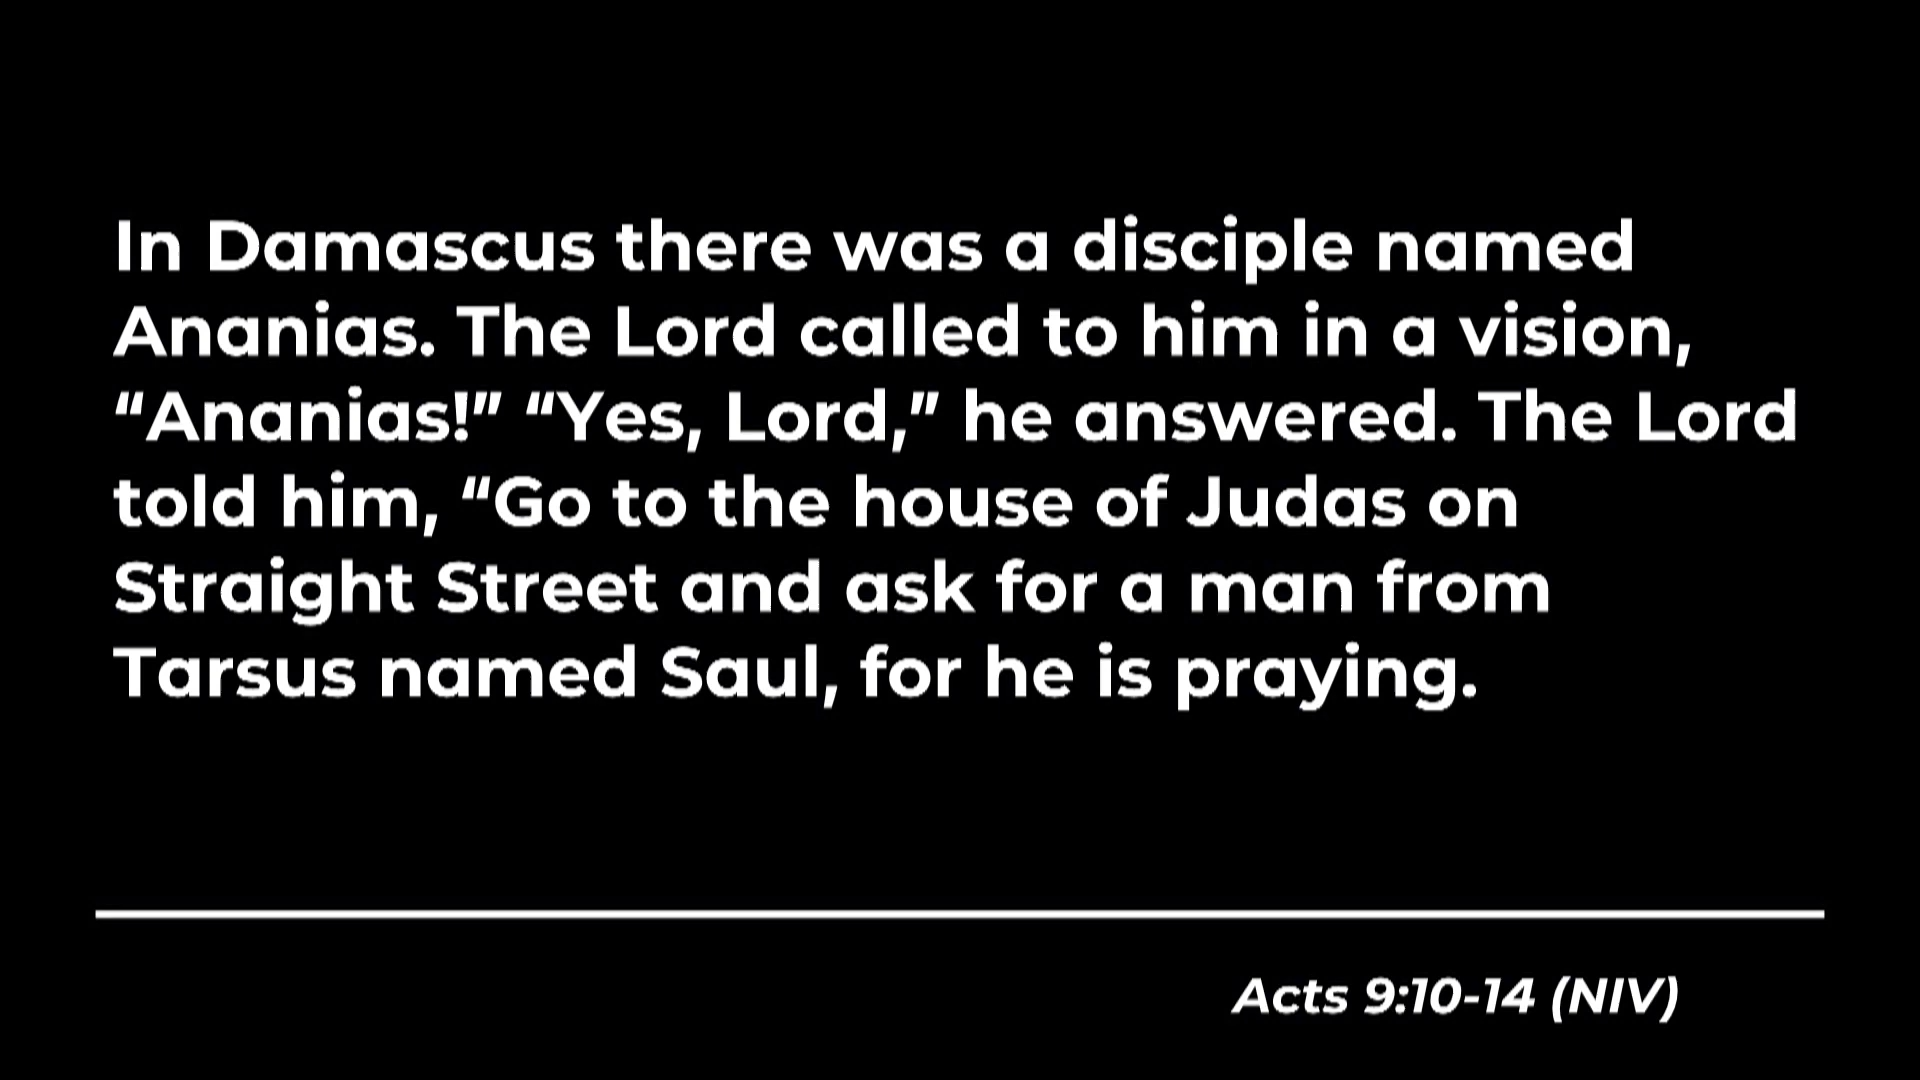 In Damascus there was a disciple named
Ananias. The Lord called to him in a vision,
“Ananias!” “Yes, Lord,” he answered. The Lord
told him, “Go to the house of Judas on
Straight Street and ask for a man from
Tarsus named Saul, for he is praying.
Acts 9:10-14 (NIV)